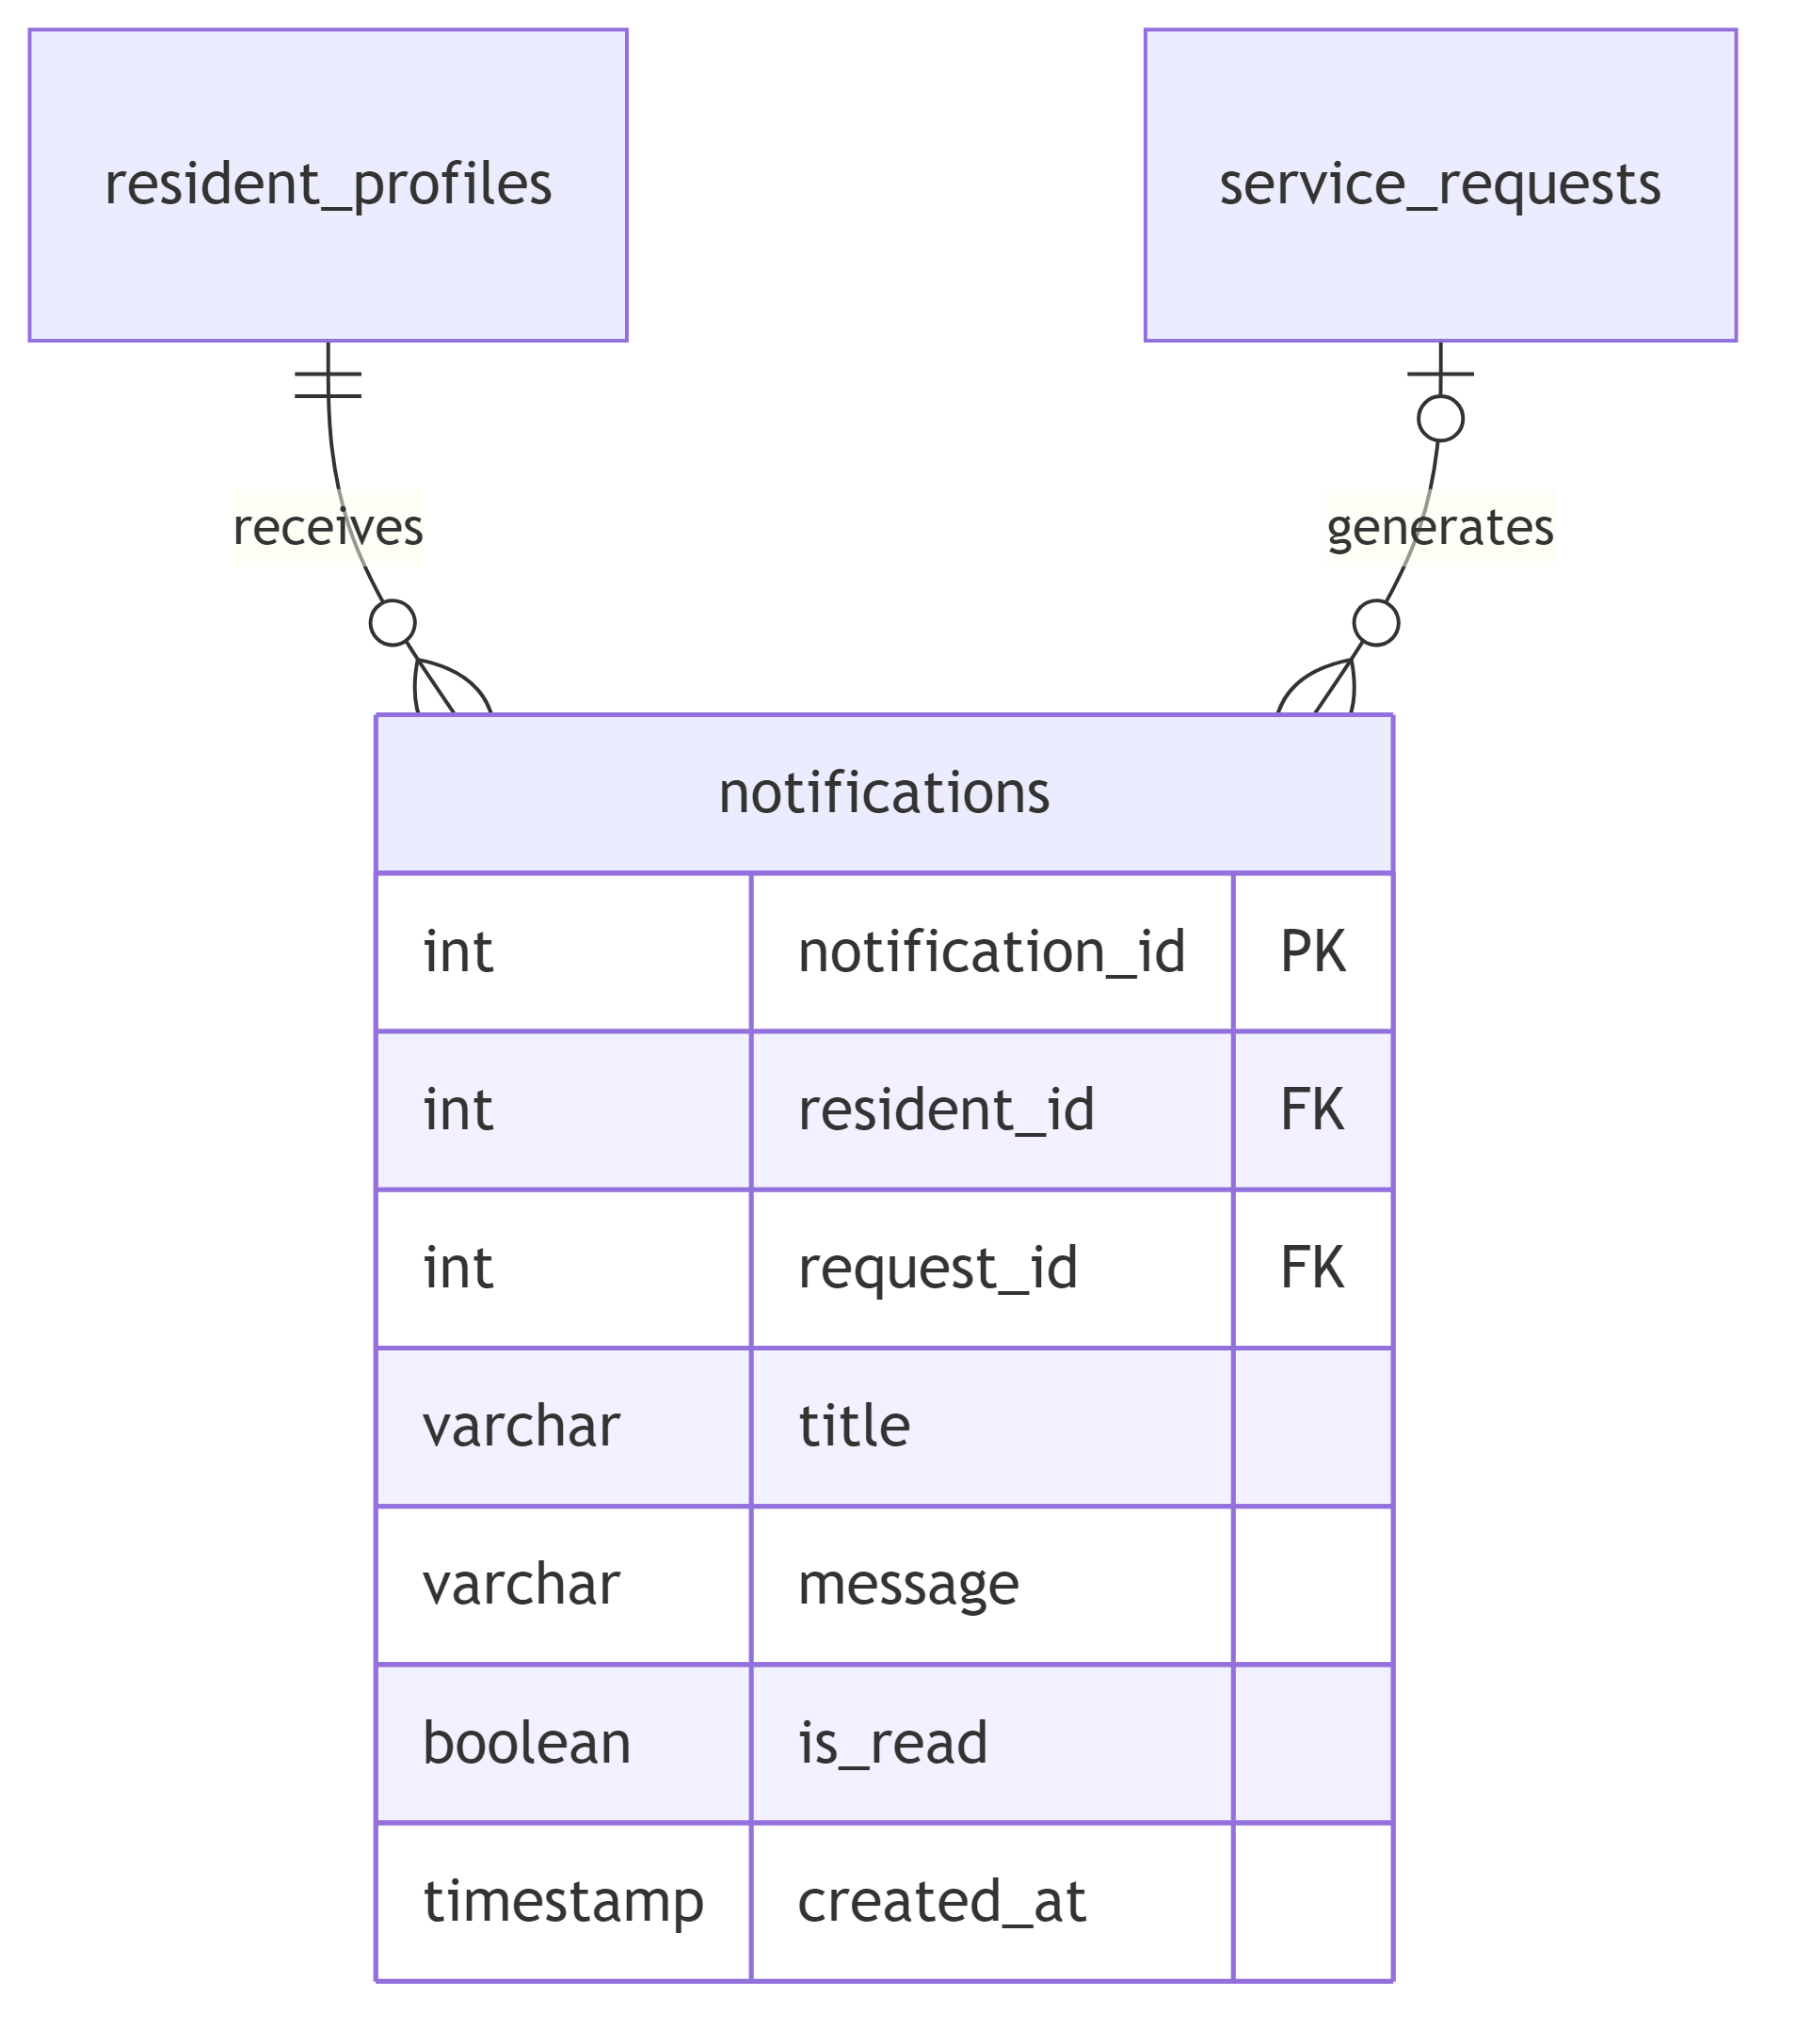 resident_profiles
service_requests
receives
generates
notifications
int notification_id PK
int resident_id FK
int request_id FK
varchar title
varchar message
boolean is_read
timestamp created_at